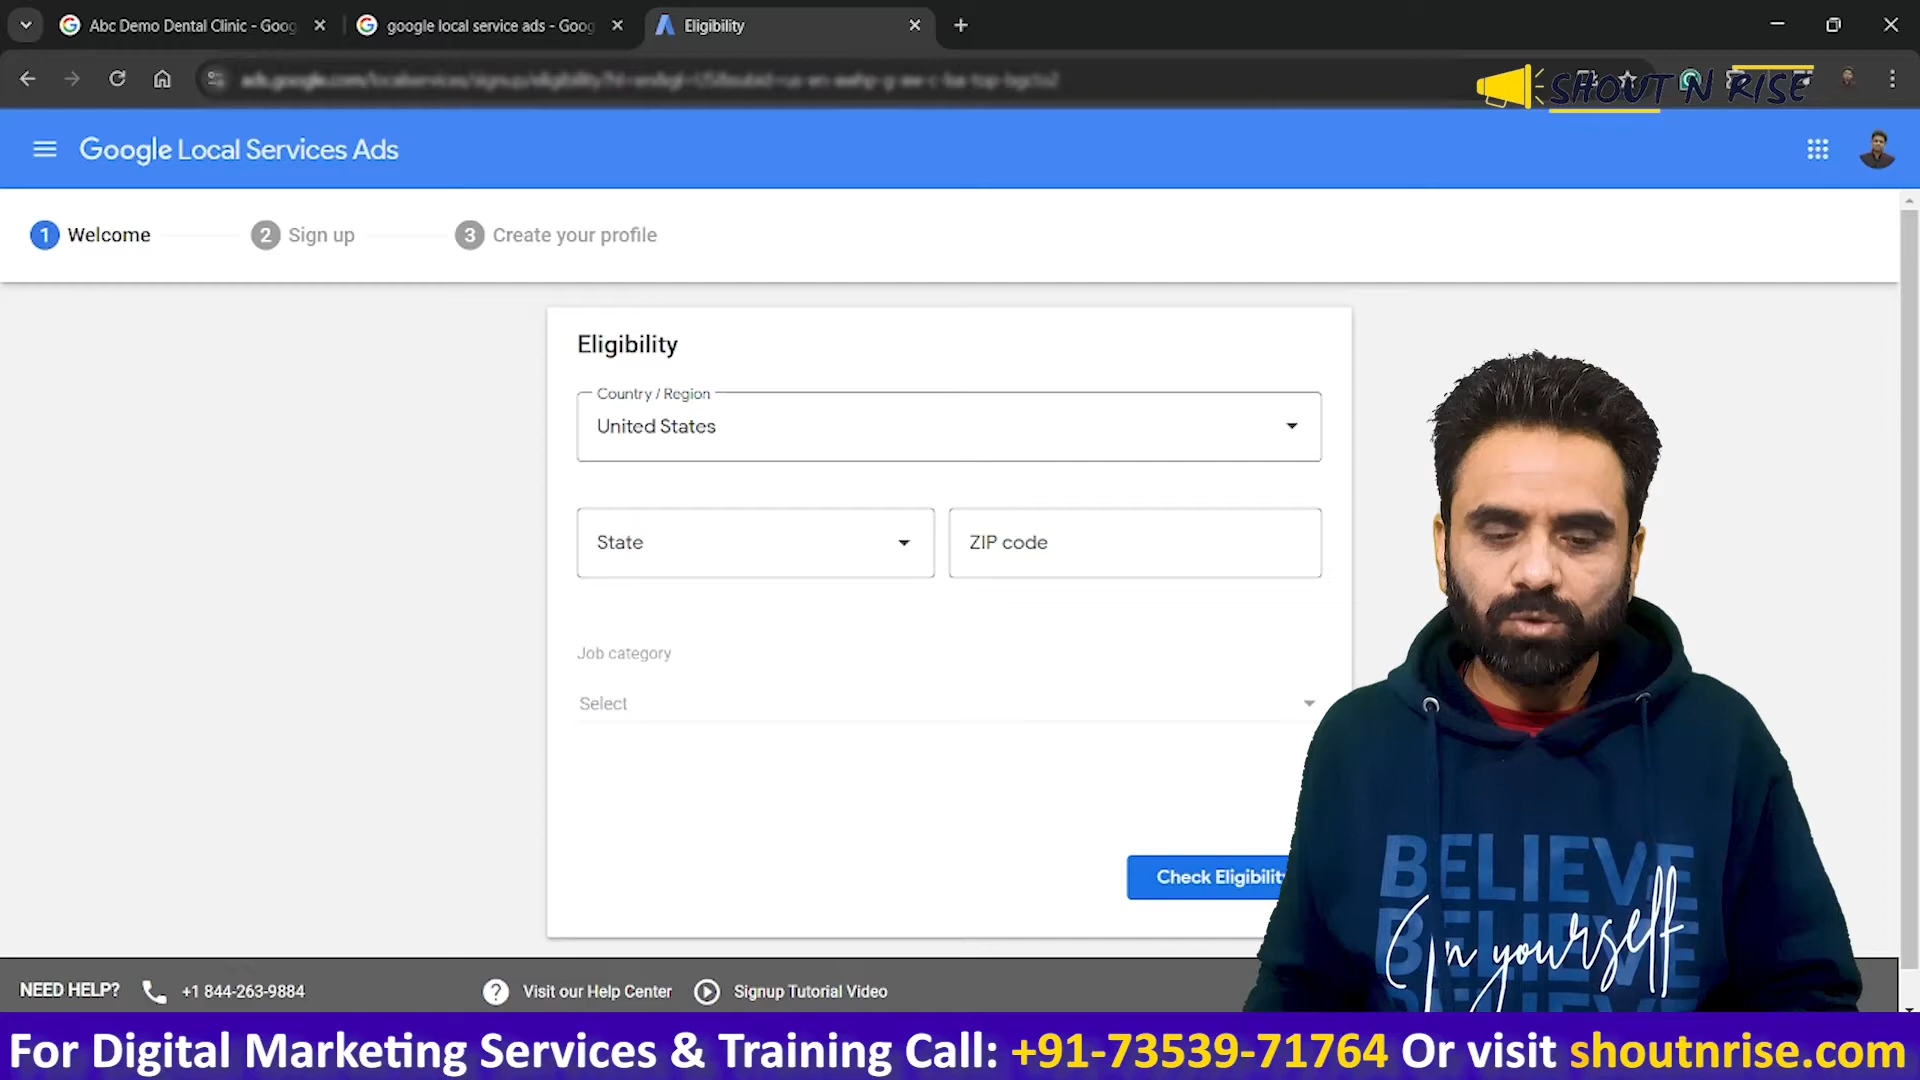 Abc Demo Dental Clinic - Goog
google local service ads - Goog
Eligibility
SHOUT N RISE
Google Local Services Ads
1 Welcome
2 Sign up
3 Create your profile
Eligibility
Country / Region
United States
State
ZIP code
Job category
Select
Check Eligibility
BELIEVE
BELIEVE
In yourself
NEED HELP?
+1 844-263-9884
Visit our Help Center
Signup Tutorial Video
For Digital Marketing Services & Training Call: +91-73539-71764 Or visit shoutnrise.com